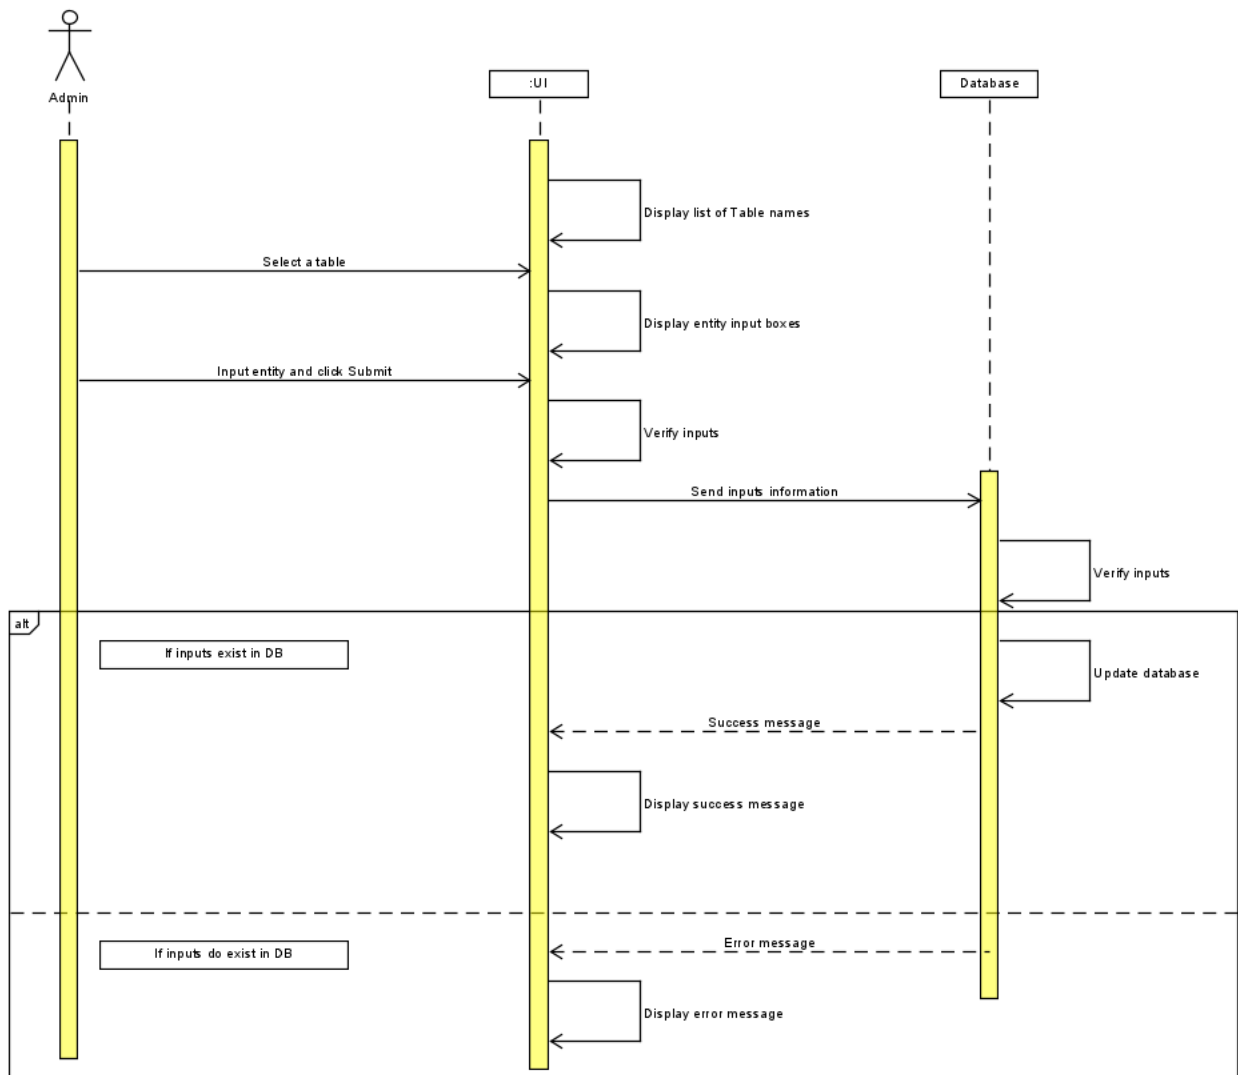 Admin
:UI
Database
Display list of Table names
Select a table
Display entity input boxes
Input entity and click Submit
Verify inputs
Send inputs information
Verify inputs
alt
If inputs exist in DB
Update database
Success message
Display success message
If inputs do exist in DB
Error message
Display error message